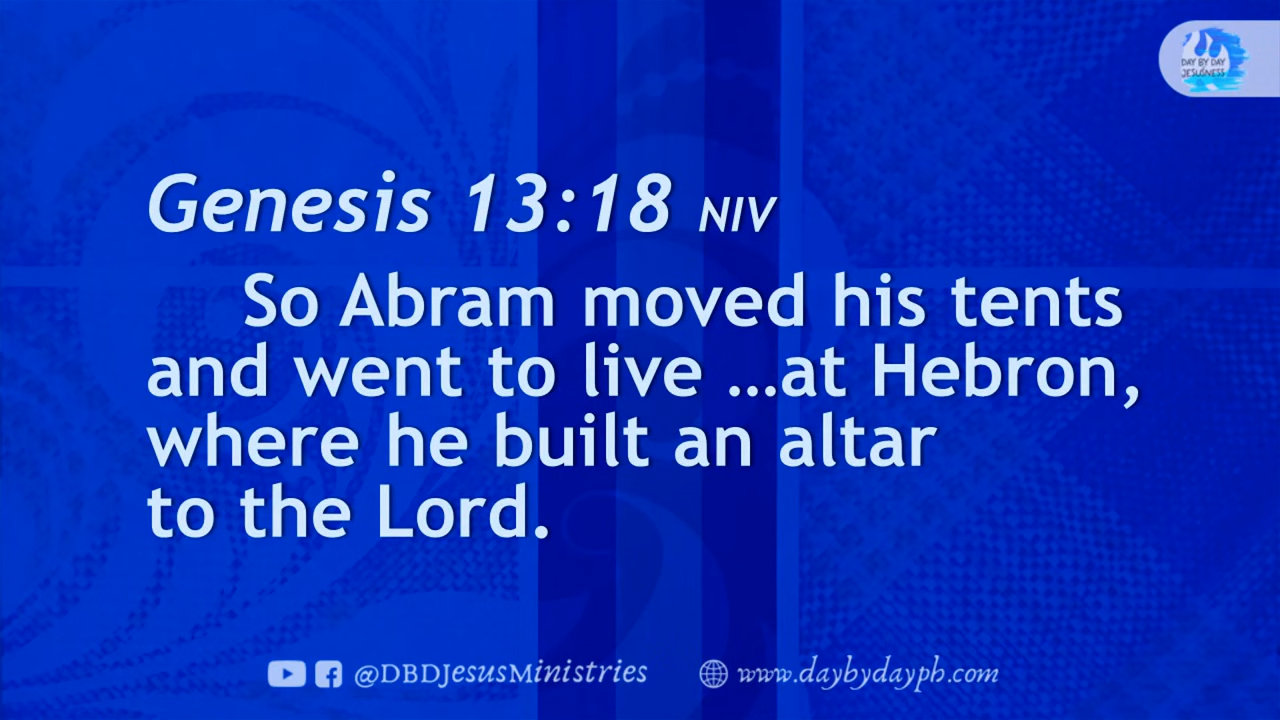 DAY BY DAY
JESUSNESS
Genesis 13:18 NIV
So Abram moved his tents
and went to live ...at Hebron,
where he built an altar
to the Lord.
@DBDJesusMinistries www.daybydayph.com